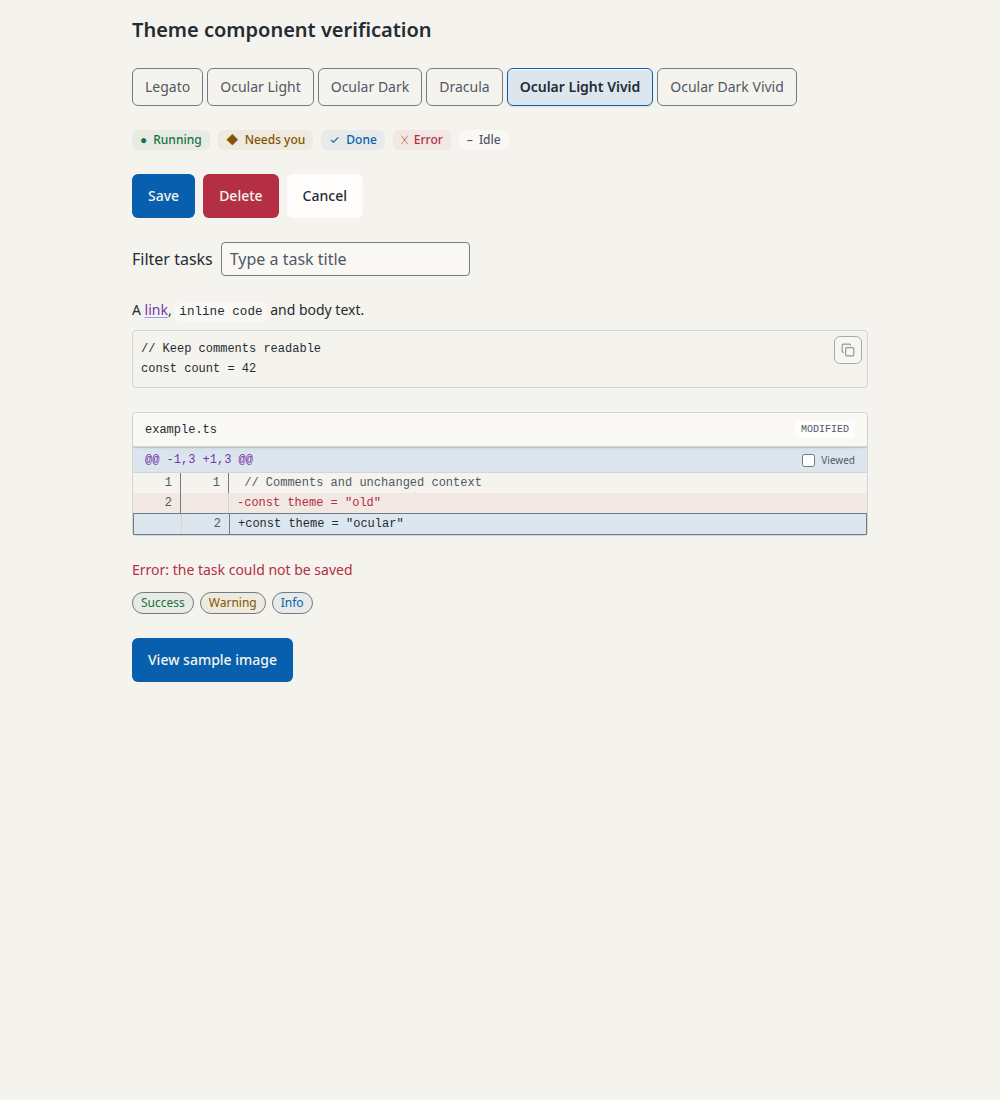 Theme component verification
Legato Ocular Light Ocular Dark Dracula Ocular Light Vivid Ocular Dark Vivid
● Running ◆ Needs you ✓ Done ╳ Error – Idle
Save Delete Cancel
Filter tasks Type a task title
A link, inline code and body text.
// Keep comments readable
const count = 42
example.ts MODIFIED
@@ -1,3 +1,3 @@ Viewed
1 1 // Comments and unchanged context
2 -const theme = "old"
2 +const theme = "ocular"
Error: the task could not be saved
Success Warning Info
View sample image